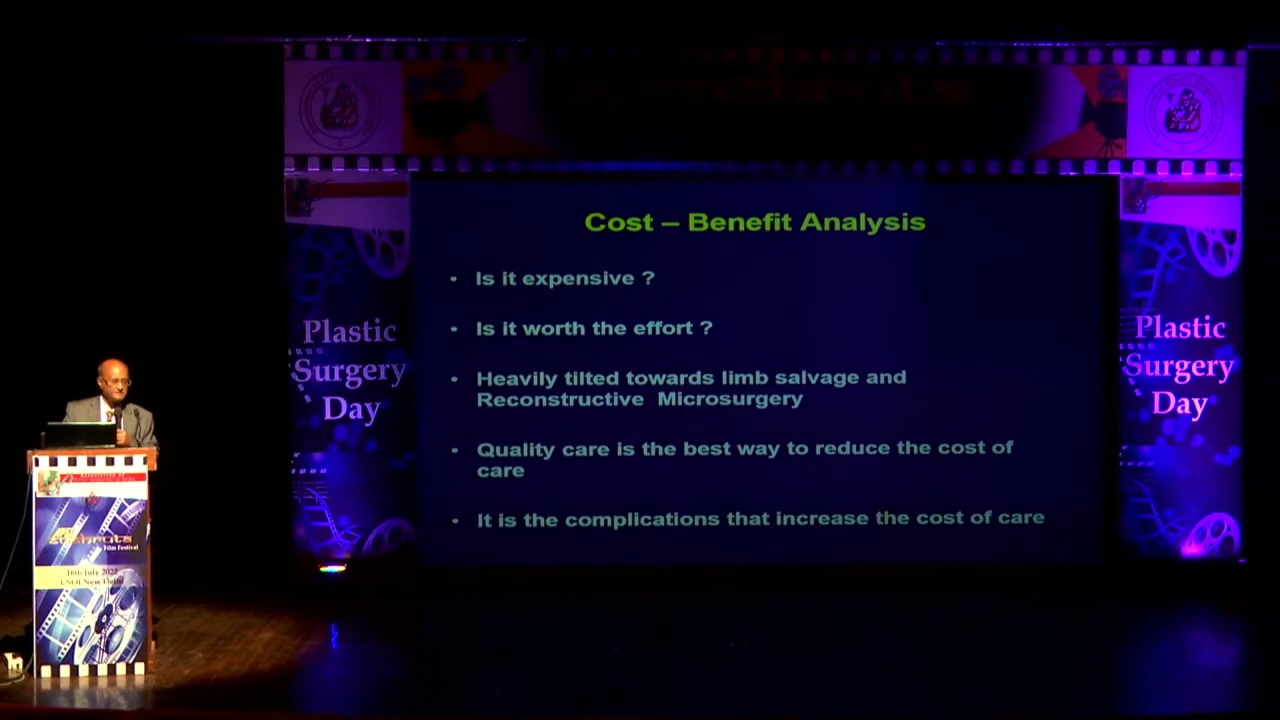 Cost – Benefit Analysis
• Is it expensive ?
• Is it worth the effort ?
• Heavily tilted towards limb salvage and
Reconstructive Microsurgery
• Quality care is the best way to reduce the cost of
care
• It is the complications that increase the cost of care
Plastic
Surgery
Day
Plastic
Surgery
Day
Film Festival
16th July 2022
New Delhi